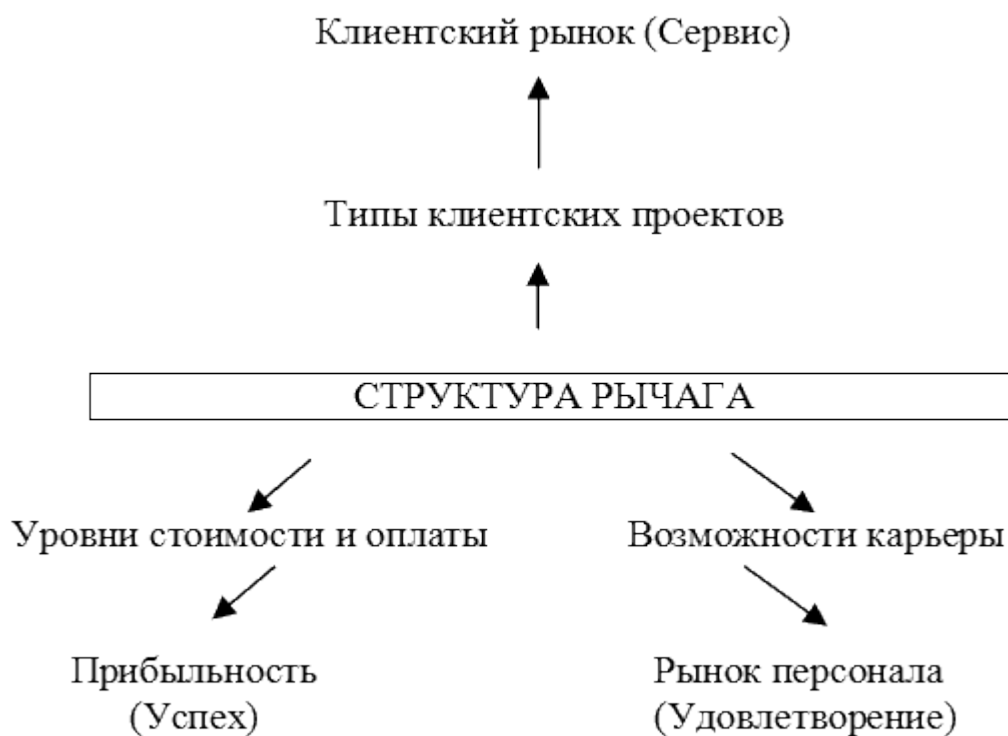 Клиентский рынок (Сервис)
Типы клиентских проектов
СТРУКТУРА РЫЧАГА
Уровни стоимости и оплаты
Возможности карьеры
Прибыльность
(Успех)
Рынок персонала
(Удовлетворение)